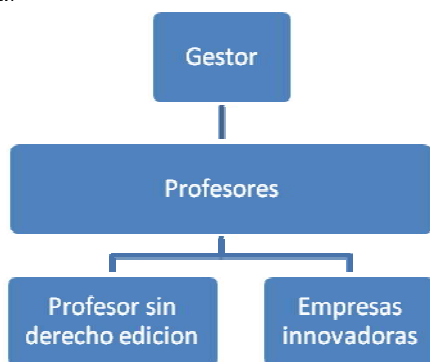 Gestor
Profesores
Profesor sin
derecho edicion
Empresas
innovadoras